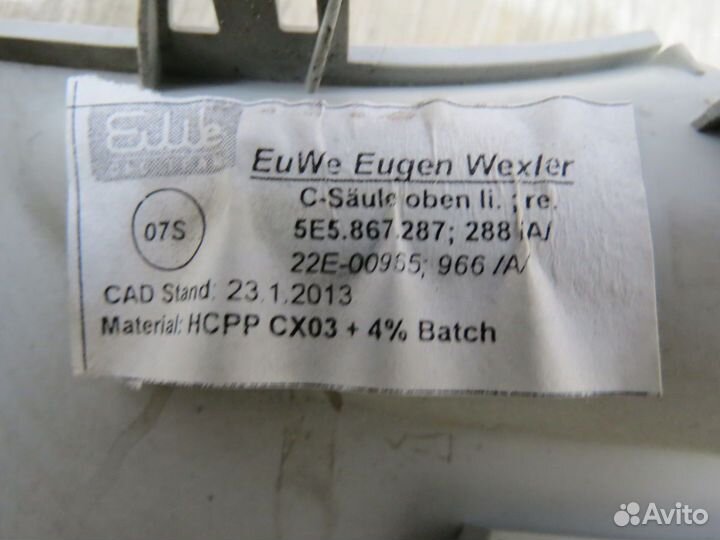 EuWe
EuWe Eugen Wexler
C-Säule oben li. ; re.
07S
5E5.867.287; 288 /A/
22E-00965; 966 /A/
CAD Stand: 23.1.2013
Material: HCPP CX03 + 4% Batch
Avito